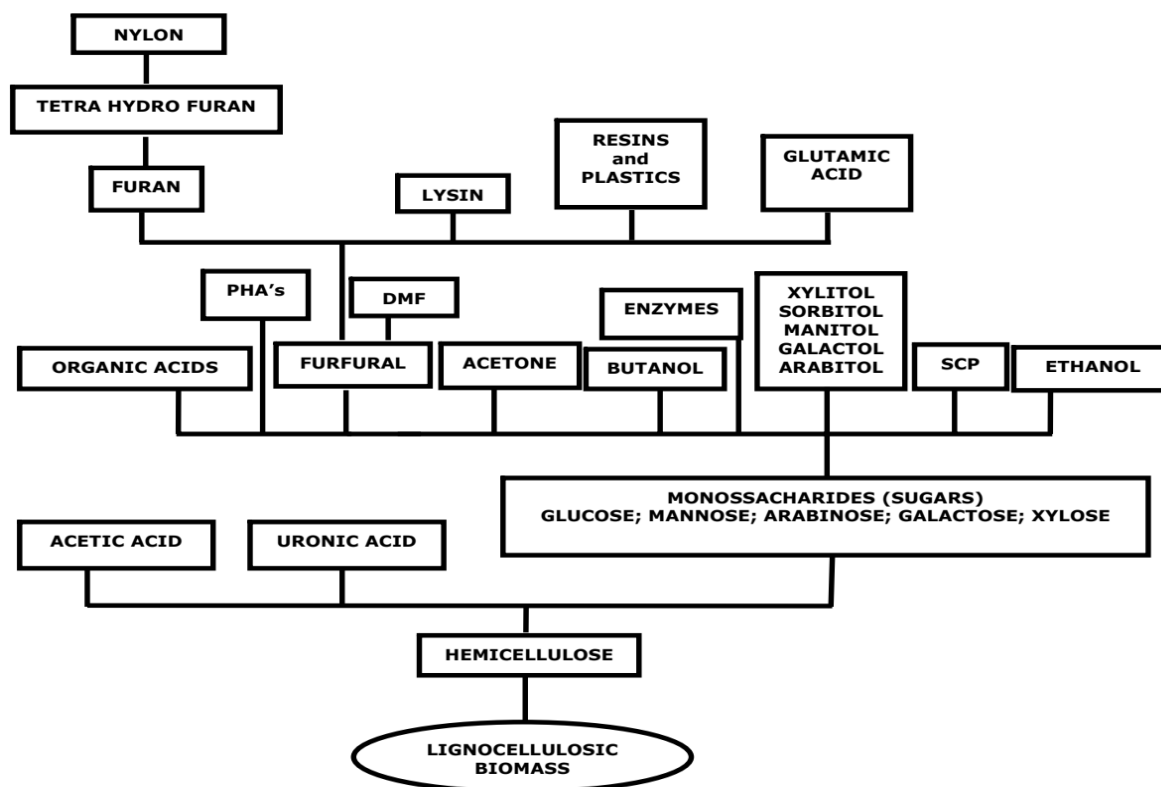 NYLON
TETRA HYDRO FURAN
FURAN
LYSIN
RESINS
and
PLASTICS
GLUTAMIC
ACID
PHA's
DMF
ENZYMES
XYLITOL
SORBITOL
MANITOL
GALACTOL
ARABITOL
ORGANIC ACIDS
FURFURAL
ACETONE
BUTANOL
SCP
ETHANOL
MONOSSACHARIDES (SUGARS)
GLUCOSE; MANNOSE; ARABINOSE; GALACTOSE; XYLOSE
ACETIC ACID
URONIC ACID
HEMICELLULOSE
LIGNOCELLULOSIC
BIOMASS